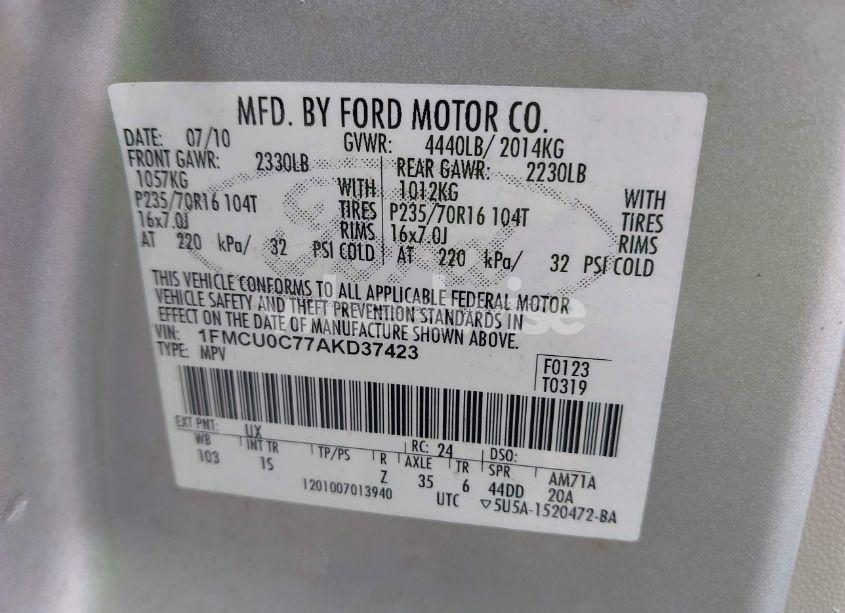 MFD. BY FORD MOTOR CO.
DATE: 07/10 GVWR: 4440LB/ 2014KG
FRONT GAWR: 2330LB REAR GAWR: 2230LB
1057KG WITH 1012KG WITH
P235/70R16 104T TIRES P235/70R16 104T TIRES
16x7.0J RIMS 16x7.0J RIMS
AT 220 kPa/ 32 PSI COLD AT 220 kPa/ 32 PSI COLD
THIS VEHICLE CONFORMS TO ALL APPLICABLE FEDERAL MOTOR
VEHICLE SAFETY AND THEFT PREVENTION STANDARDS IN
EFFECT ON THE DATE OF MANUFACTURE SHOWN ABOVE.
VIN: 1FMCU0C77AKD37423
TYPE: MPV
F0123
T0319
EXT PNT: UX RC: 24 DSO:
WB INT TR TP/PS R AXLE TR SPR AM71A
103 1S Z 35 6 44DD 20A
1201007013940 UTC ▽5U5A-1520472-BA